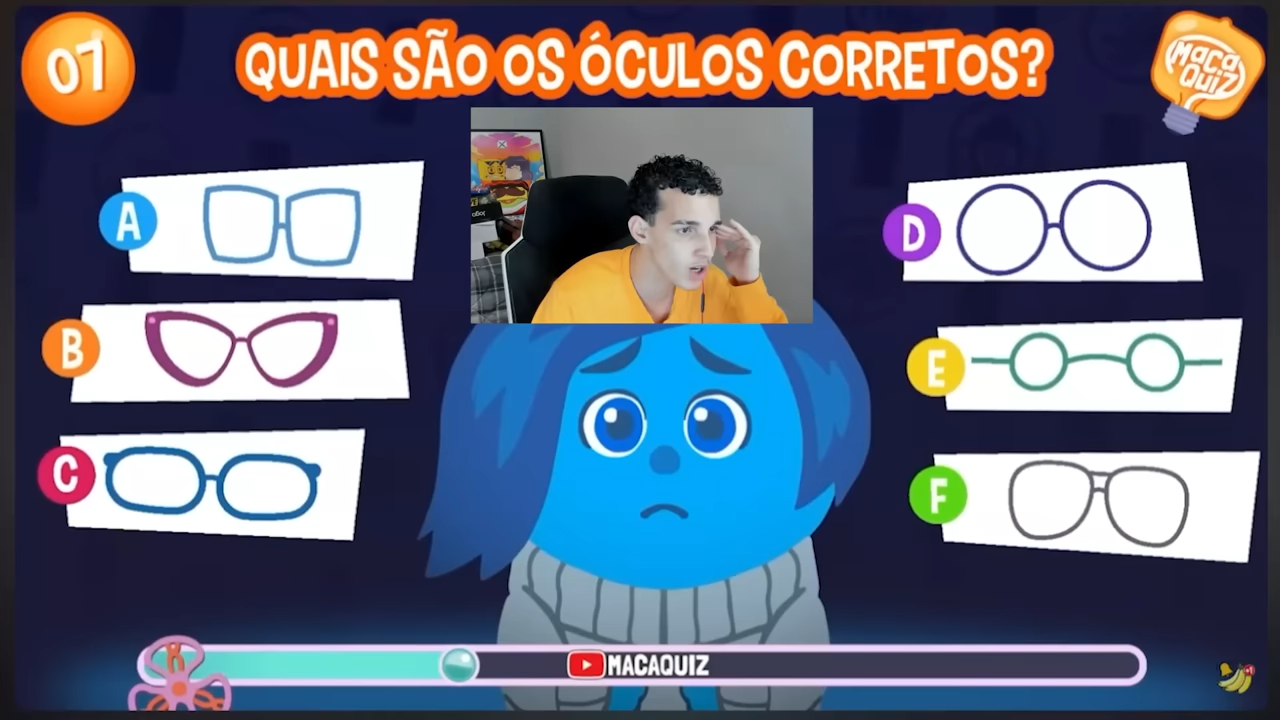 07
QUAIS SÃO OS ÓCULOS CORRETOS?
MACA
QUIZ
A
D
B
E
C
F
K
MACAQUIZ